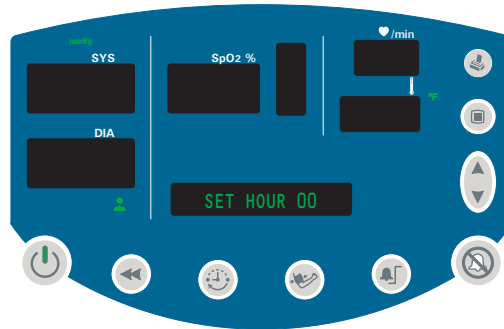 mmHg
SYS
SpO2 %
/min
°F
DIA
SET HOUR 00